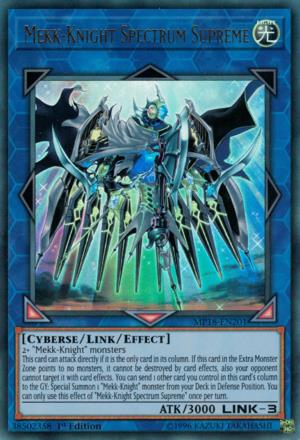 MEKK-KNIGHT SPECTRUM SUPREME
LIGHT
光
MP18-EN201
[CYBERSE/LINK/EFFECT]
2+ "Mekk-Knight" monsters
This card can attack directly if it is the only card in its column. If this card in the Extra Monster
Zone points to no monsters, it cannot be destroyed by card effects, also your opponent
cannot target it with card effects. You can send 1 other card you control in this card's column
to the GY: Special Summon 1 "Mekk-Knight" monster from your Deck in Defense Position. You
can only use this effect of "Mekk-Knight Spectrum Supreme" once per turn.
ATK/3000 LINK-3
38502358 1st Edition ©1996 KAZUKI TAKAHASHI